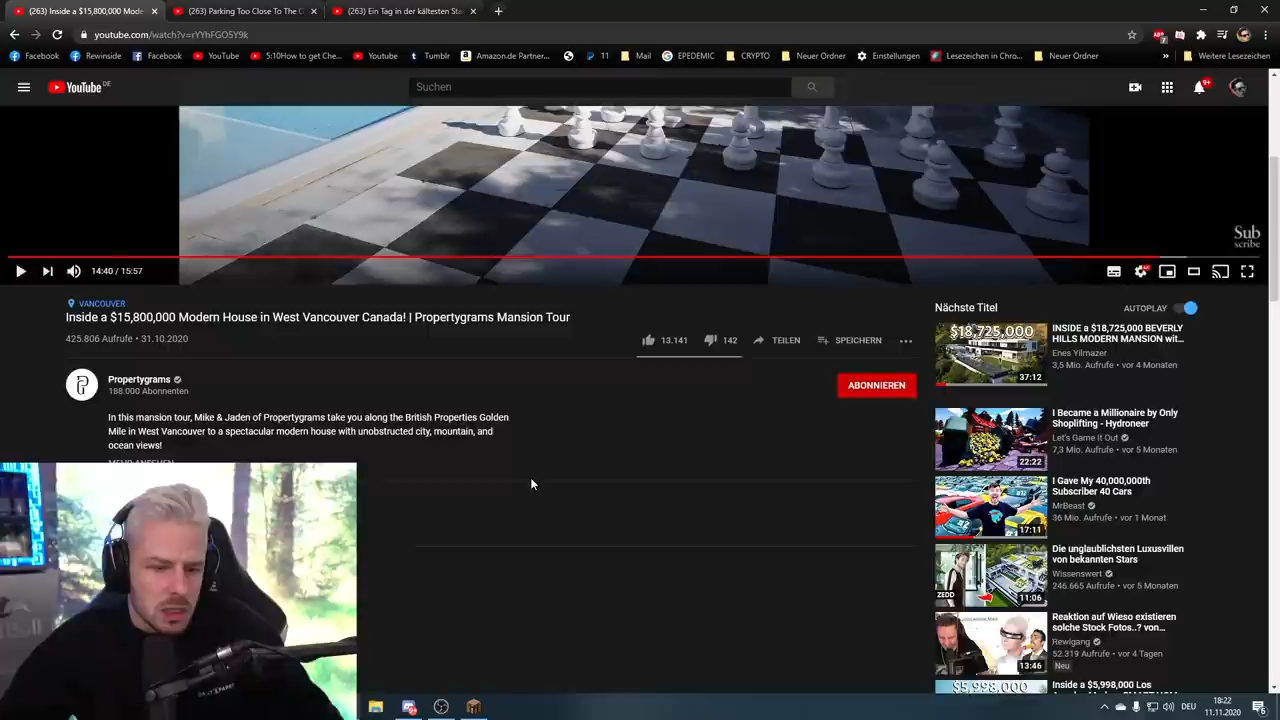 (263) Inside a $15,800,000 Mode
(263) Parking Too Close To The C
(263) Ein Tag in der kältesten Sta
youtube.com/watch?v=rYYhFGO5Y9k
Facebook
Rewinside
Facebook
YouTube
5:10How to get Che...
Youtube
Tumblr
Amazon.de.Partner...
11
Mail
EPEDEMIC
CRYPTO
Neuer Ordner
Einstellungen
Lesezeichen in Chro...
Neuer Ordner
»
Weitere Lesezeichen
YouTube DE
Suchen
9+
Sub
scribe
14:40 / 15:57
VANCOUVER
Inside a $15,800,000 Modern House in West Vancouver Canada! | Propertygrams Mansion Tour
425.806 Aufrufe • 31.10.2020
13.141
142
TEILEN
SPEICHERN
Propertygrams
188.000 Abonnenten
ABONNIEREN
In this mansion tour, Mike & Jaden of Propertygrams take you along the British Properties Golden
Mile in West Vancouver to a spectacular modern house with unobstructed city, mountain, and
ocean views!
MEHR ANSEHEN
Nächste Titel
AUTOPLAY
$18,725,000
37:12
INSIDE a $18,725,000 BEVERLY
HILLS MODERN MANSION wit...
Enes Yilmazer
3,5 Mio. Aufrufe • vor 4 Monaten
22:22
I Became a Millionaire by Only
Shoplifting - Hydroneer
Let's Game It Out
7,3 Mio. Aufrufe • vor 5 Monaten
17:11
I Gave My 40,000,000th
Subscriber 40 Cars
MrBeast
36 Mio. Aufrufe • vor 1 Monat
ZEDD
11:06
Die unglaublichsten Luxusvillen
von bekannten Stars
Wissenswert
246.665 Aufrufe • vor 5 Monaten
13:46
Reaktion auf Wieso existieren
solche Stock Fotos..? von...
Rewigang
52.319 Aufrufe • vor 4 Tagen
Neu
$5,998,000
Inside a $5,998,000 Los
DEU
18:22
11.11.2020